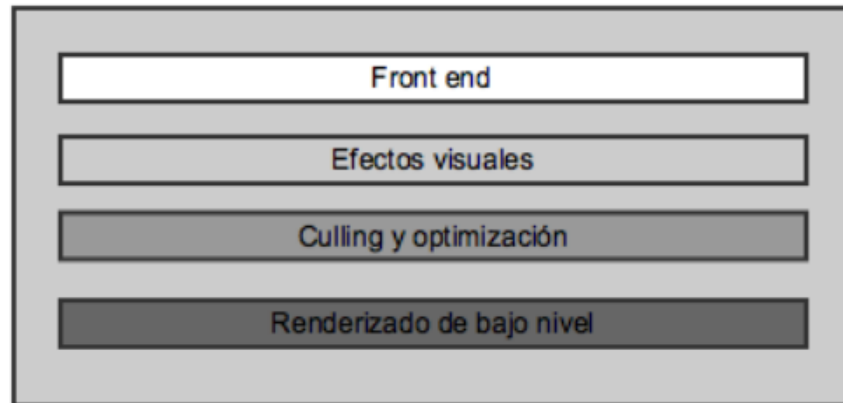 Front end
Efectos visuales
Culling y optimización
Renderizado de bajo nivel